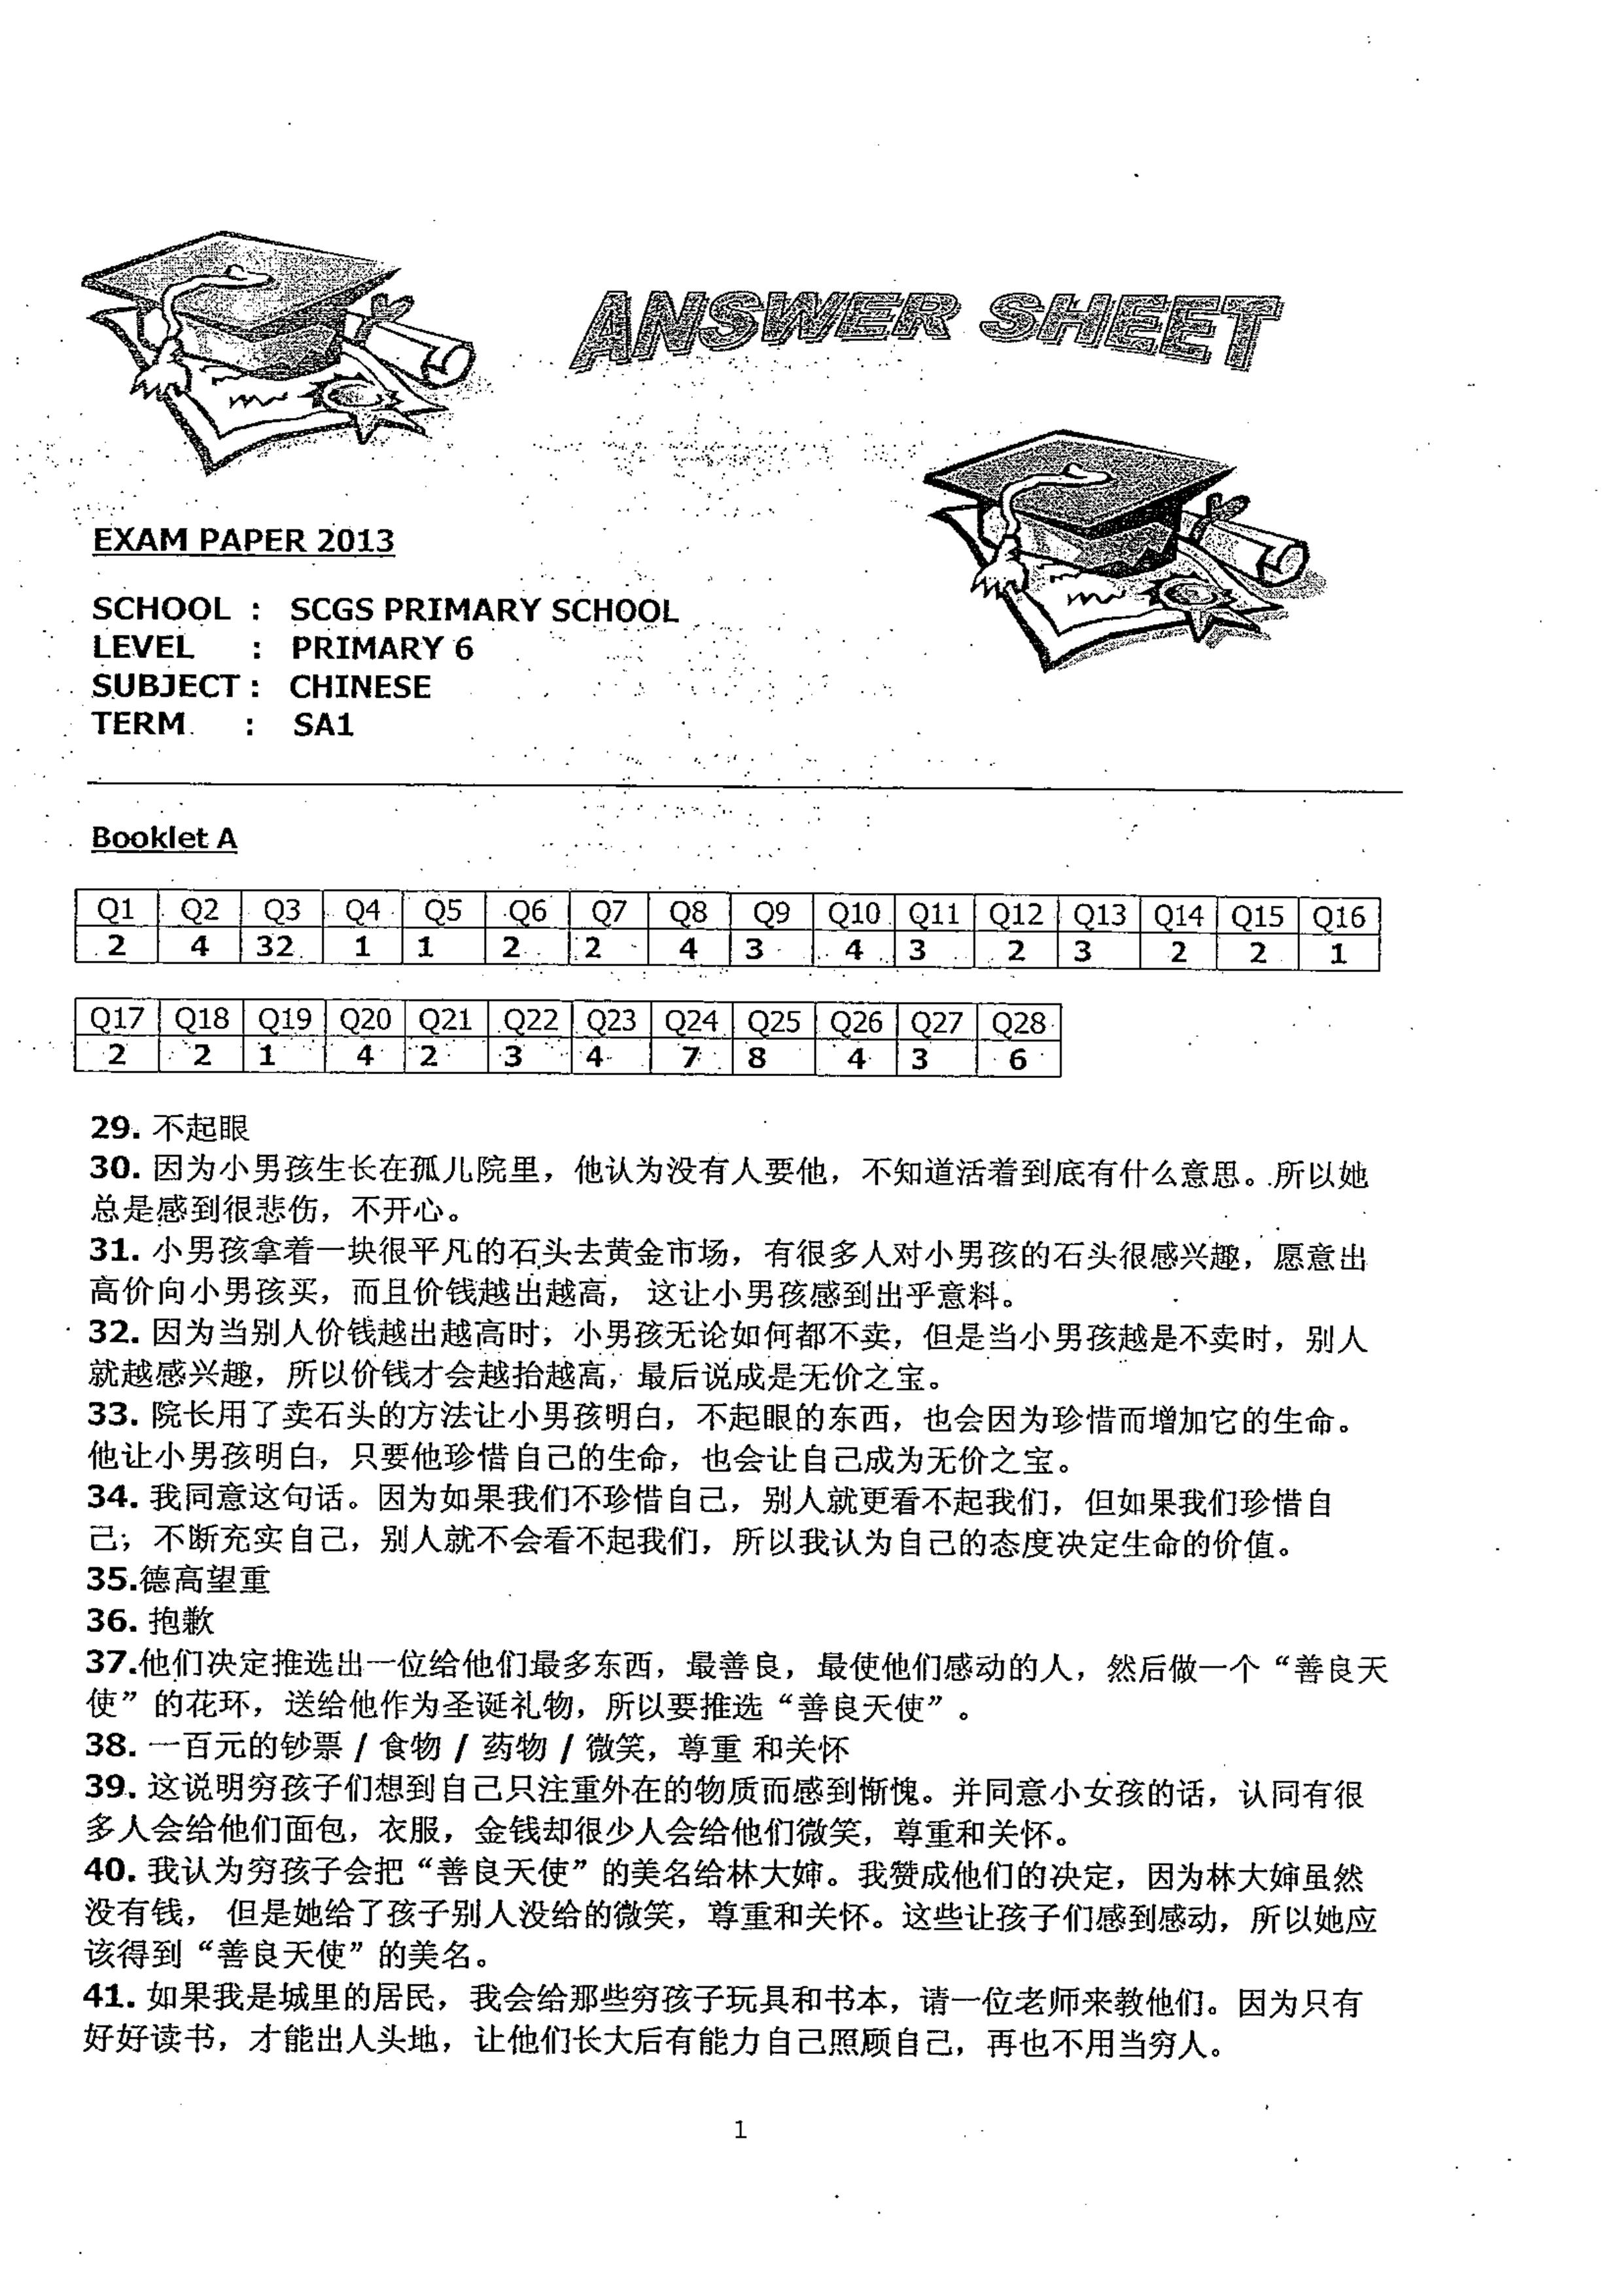 ANSWER SHEET
EXAM PAPER 2013
SCHOOL : SCGS PRIMARY SCHOOL
LEVEL : PRIMARY 6
SUBJECT : CHINESE
TERM : SA1
Booklet A
Q1 Q2 Q3 Q4 Q5 Q6 Q7 Q8 Q9 Q10 Q11 Q12 Q13 Q14 Q15 Q16
2 4 32 1 1 2 2 4 3 4 3 2 3 2 2 1
Q17 Q18 Q19 Q20 Q21 Q22 Q23 Q24 Q25 Q26 Q27 Q28
2 2 1 4 2 3 4 7 8 4 3 6
29. 不起眼
30. 因为小男孩生长在孤儿院里，他认为没有人要他，不知道活着到底有什么意思。所以她
总是感到很悲伤，不开心。
31. 小男孩拿着一块很平凡的石头去黄金市场，有很多人对小男孩的石头很感兴趣，愿意出
高价向小男孩买，而且价钱越出越高， 这让小男孩感到出乎意料。
32. 因为当别人价钱越出越高时，小男孩无论如何都不卖，但是当小男孩越是不卖时，别人
就越感兴趣，所以价钱才会越抬越高，最后说成是无价之宝。
33. 院长用了卖石头的方法让小男孩明白，不起眼的东西，也会因为珍惜而增加它的生命。
他让小男孩明白，只要他珍惜自己的生命，也会让自己成为无价之宝。
34. 我同意这句话。因为如果我们不珍惜自己，别人就更看不起我们，但如果我们珍惜自
己；不断充实自己，别人就不会看不起我们，所以我认为自己的态度决定生命的价值。
35.德高望重
36. 抱歉
37.他们决定推选出一位给他们最多东西，最善良，最使他们感动的人，然后做一个“善良天
使”的花环，送给他作为圣诞礼物，所以要推选“善良天使”。
38. 一百元的钞票 / 食物 / 药物 / 微笑，尊重 和关怀
39. 这说明穷孩子们想到自己只注重外在的物质而感到惭愧。并同意小女孩的话，认同有很
多人会给他们面包，衣服，金钱却很少人会给他们微笑，尊重和关怀。
40. 我认为穷孩子会把“善良天使”的美名给林大婶。我赞成他们的决定，因为林大婶虽然
没有钱， 但是她给了孩子别人没给的微笑，尊重和关怀。这些让孩子们感到感动，所以她应
该得到“善良天使”的美名。
41. 如果我是城里的居民，我会给那些穷孩子玩具和书本，请一位老师来教他们。因为只有
好好读书，才能出人头地，让他们长大后有能力自己照顾自己，再也不用当穷人。
1